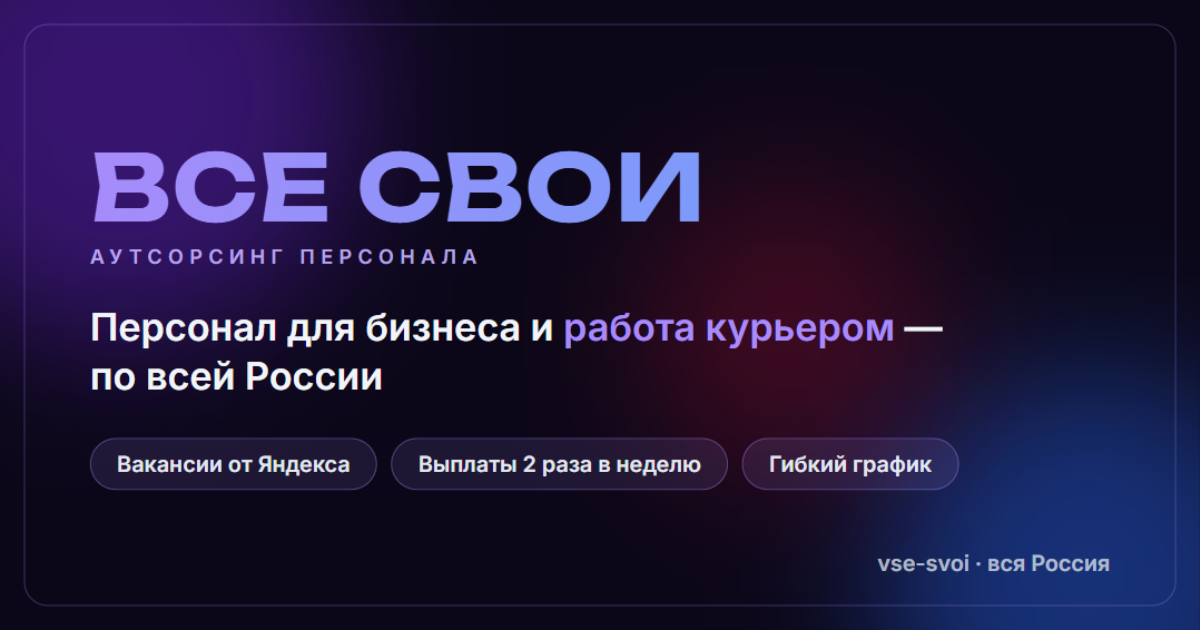 ВСЕ СВОИ
АУТСОРСИНГ ПЕРСОНАЛА
Персонал для бизнеса и работа курьером —
по всей России
Вакансии от Яндекса
Выплаты 2 раза в неделю
Гибкий график
vse-svoi · вся Россия